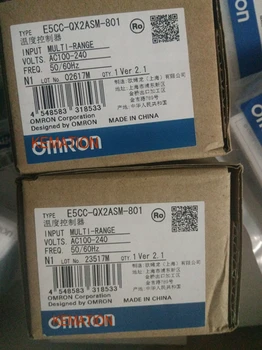 TYPE E5CC-QX2ASM-801
温度控制器
INPUT MULTI-RANGE
VOLTS. AC100-240
FREQ. 50/60Hz
N1 LOT No. 02617M
1 Ver 2.1
4 548583 318533
OMRON Corporation
Designed by OMRON
MADE IN CHINA
OMRON
TYPE E5CC-QX2ASM-801
温度控制器
INPUT MULTI-RANGE
VOLTS. AC100-240
FREQ. 50/60Hz
N1 LOT No. 23517M
1 Ver 2.1
4 548583 318533
OMRON Corporation
Designed by OMRON
MADE IN CHINA
OMRON